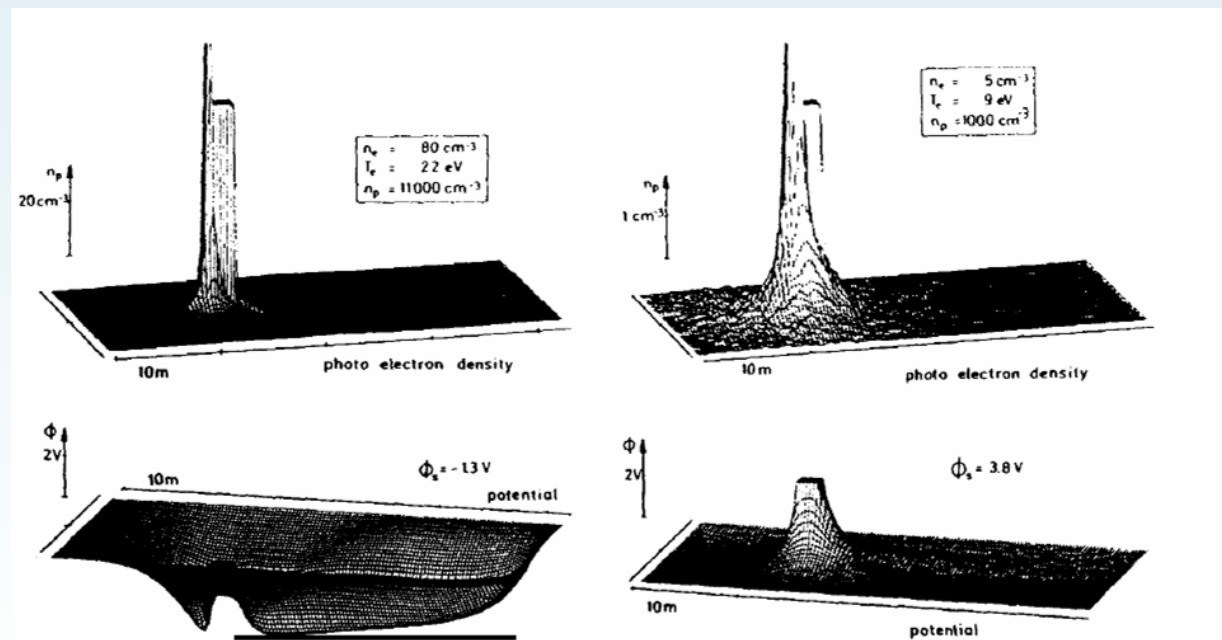 nₑ = 80 cm⁻³
Tₑ = 22 eV
nₚ = 11000 cm⁻³
nₚ
20 cm⁻³
10m
photo electron density
nₑ = 5 cm⁻³
Tₑ = 9 eV
nₚ = 1000 cm⁻³
nₚ
1 cm⁻³
10m
photo electron density
ϕ
2V
10m
ϕₛ = -1.3 V
potential
ϕ
2V
ϕₛ = 3.8 V
10m
potential